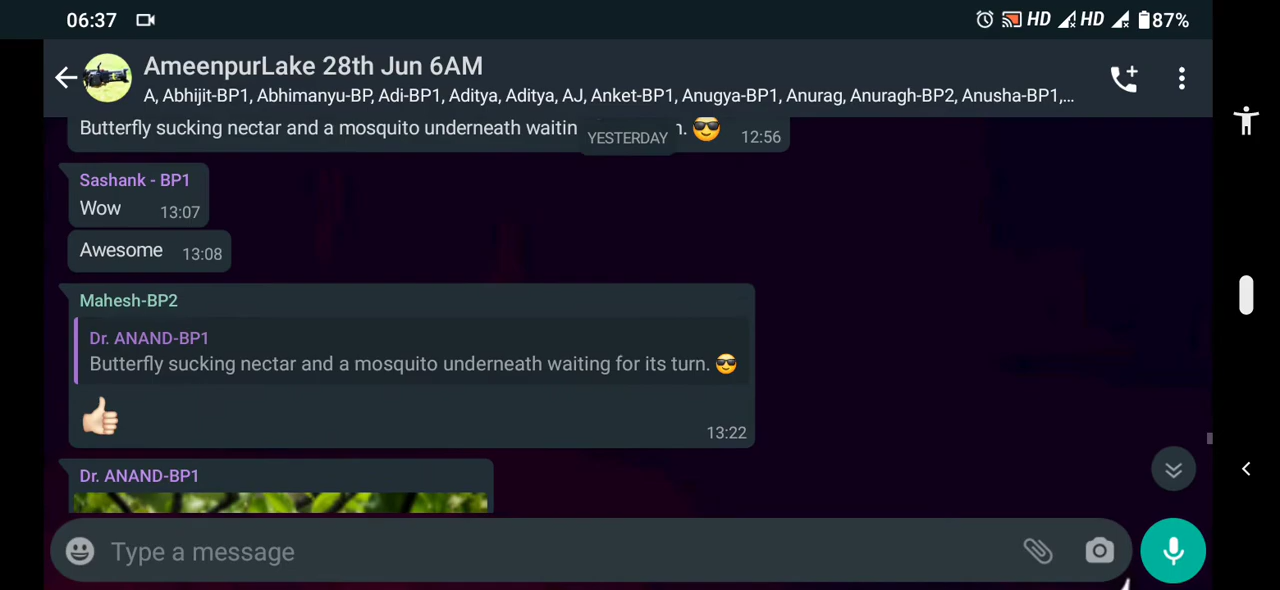 06:37
HD HD 87%
AmeenpurLake 28th Jun 6AM
A, Abhijit-BP1, Abhimanyu-BP, Adi-BP1, Aditya, Aditya, AJ, Anket-BP1, Anugya-BP1, Anurag, Anuragh-BP2, Anusha-BP1,...
Butterfly sucking nectar and a mosquito underneath waitin n. 😎 12:56
YESTERDAY
Sashank - BP1
Wow 13:07
Awesome 13:08
Mahesh-BP2
Dr. ANAND-BP1
Butterfly sucking nectar and a mosquito underneath waiting for its turn. 😎
👍🏻
13:22
Dr. ANAND-BP1
Type a message